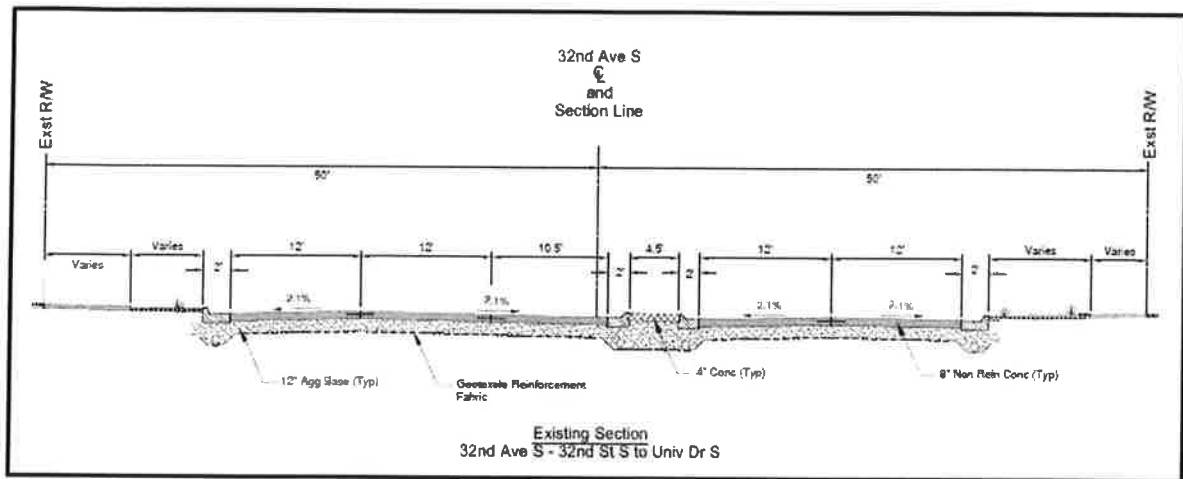 32nd Ave S
℄
and
Section Line
Exst R/W
Exst R/W
50'
50'
Varies
Varies
2'
12'
12'
10.5'
2'
4.5'
2'
12'
12'
2'
Varies
Varies
2.1%
2.1%
2.1%
2.1%
12" Agg Base (Typ)
Geotextile Reinforcement
Fabric
4" Conc (Typ)
9" Non Rein Conc (Typ)
Existing Section
32nd Ave S - 32nd St S to Univ Dr S